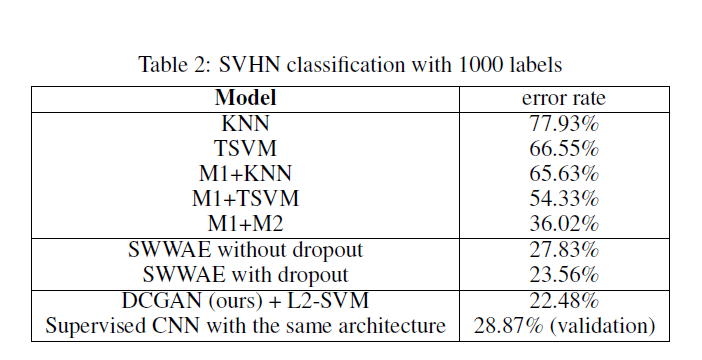 Table 2: SVHN classification with 1000 labels
Model error rate
KNN 77.93%
TSVM 66.55%
M1+KNN 65.63%
M1+TSVM 54.33%
M1+M2 36.02%
SWWAE without dropout 27.83%
SWWAE with dropout 23.56%
DCGAN (ours) + L2-SVM 22.48%
Supervised CNN with the same architecture 28.87% (validation)